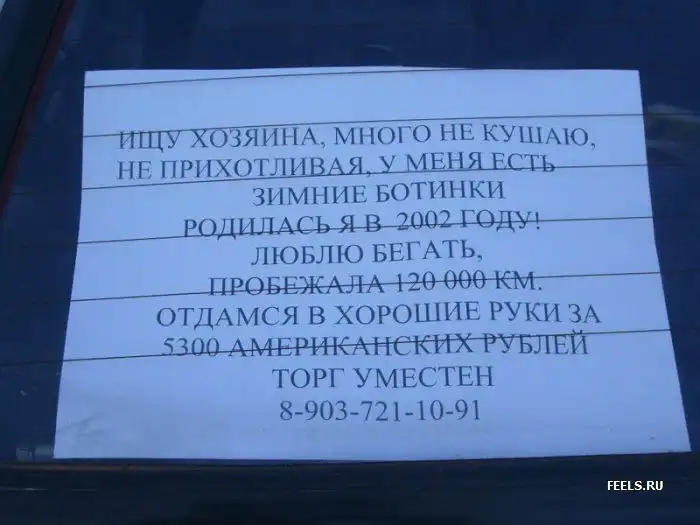 ИЩУ ХОЗЯИНА, МНОГО НЕ КУШАЮ,
НЕ ПРИХОТЛИВАЯ, У МЕНЯ ЕСТЬ
ЗИМНИЕ БОТИНКИ
РОДИЛАСЬ Я В 2002 ГОДУ!
ЛЮБЛЮ БЕГАТЬ,
ПРОБЕЖАЛА 120 000 КМ.
ОТДАМСЯ В ХОРОШИЕ РУКИ ЗА
5300 АМЕРИКАНСКИХ РУБЛЕЙ
ТОРГ УМЕСТЕН
8-903-721-10-91
FEELS.RU